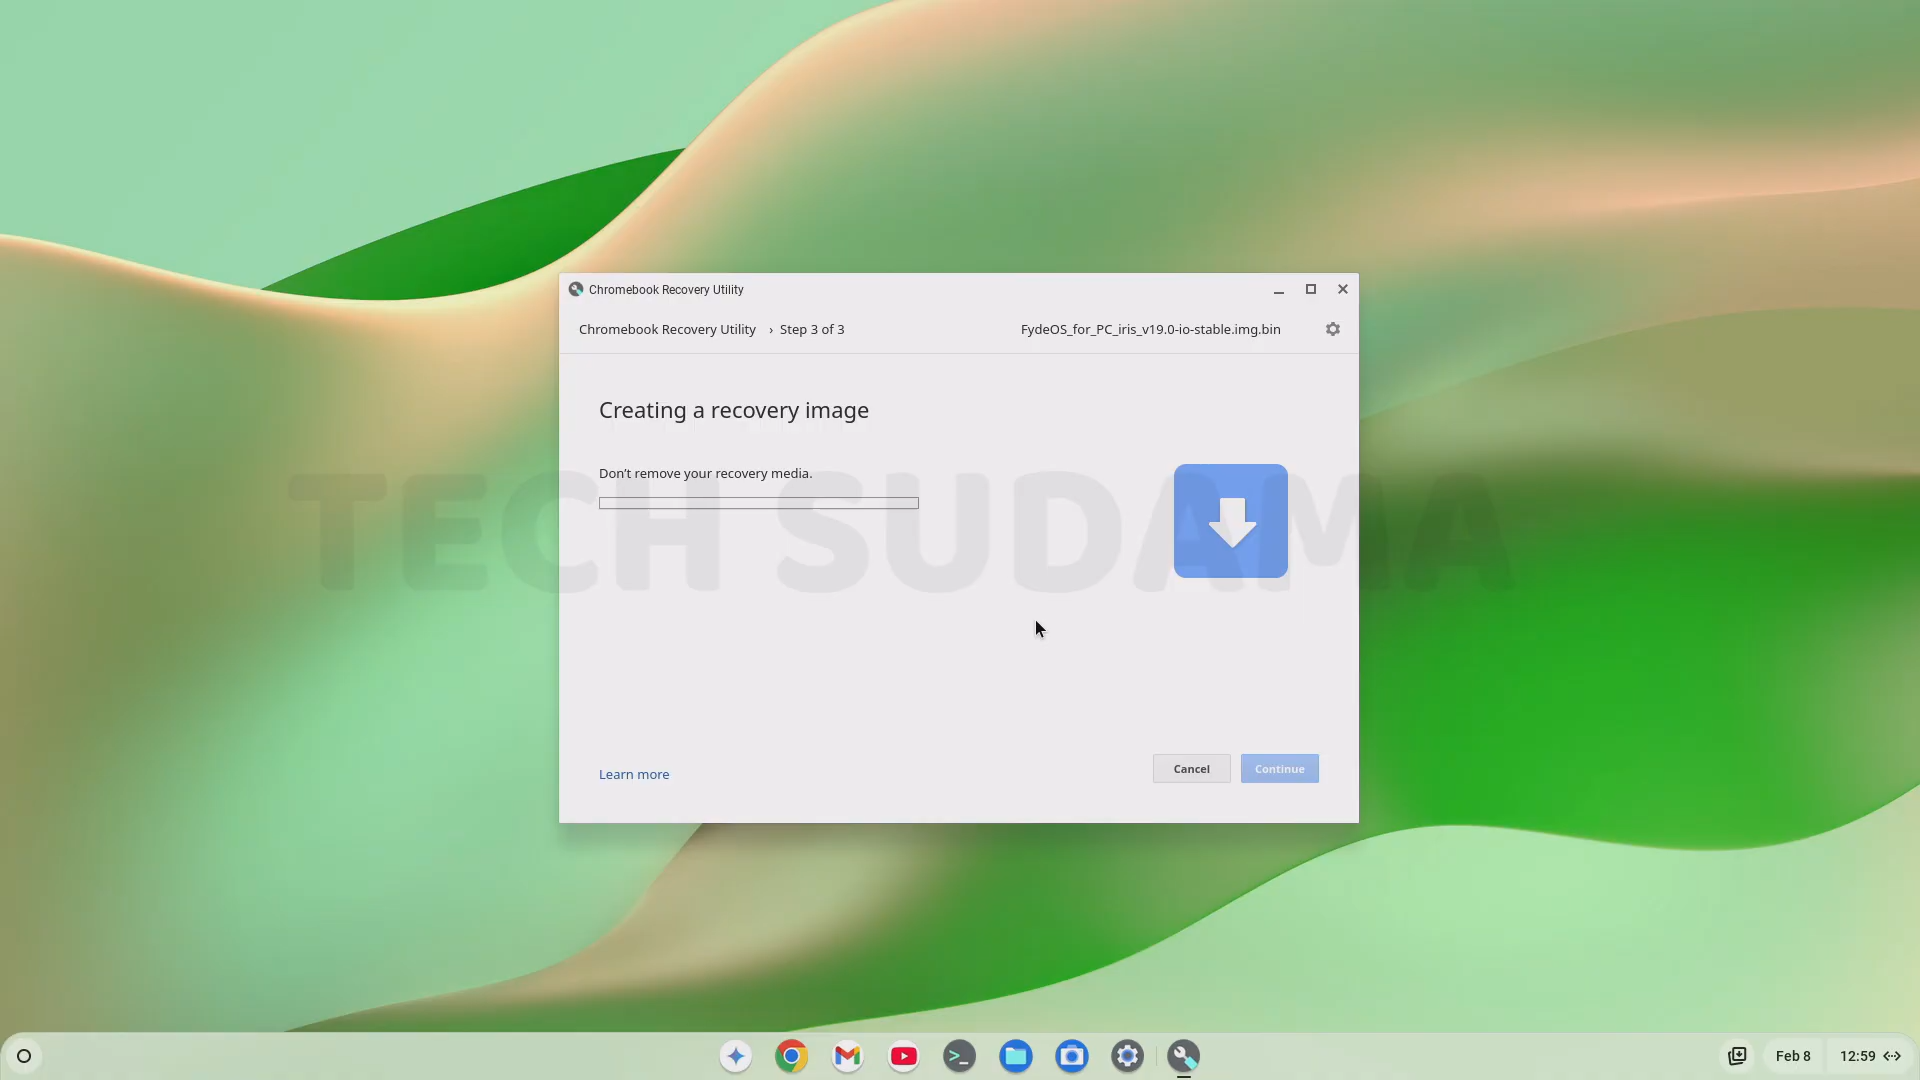 Chromebook Recovery Utility
Chromebook Recovery Utility › Step 3 of 3
FydeOS_for_PC_iris_v19.0-io-stable.img.bin
Creating a recovery image
Don’t remove your recovery media.
TECH SUDAMA
Learn more
Cancel
Continue
Feb 8
12:59